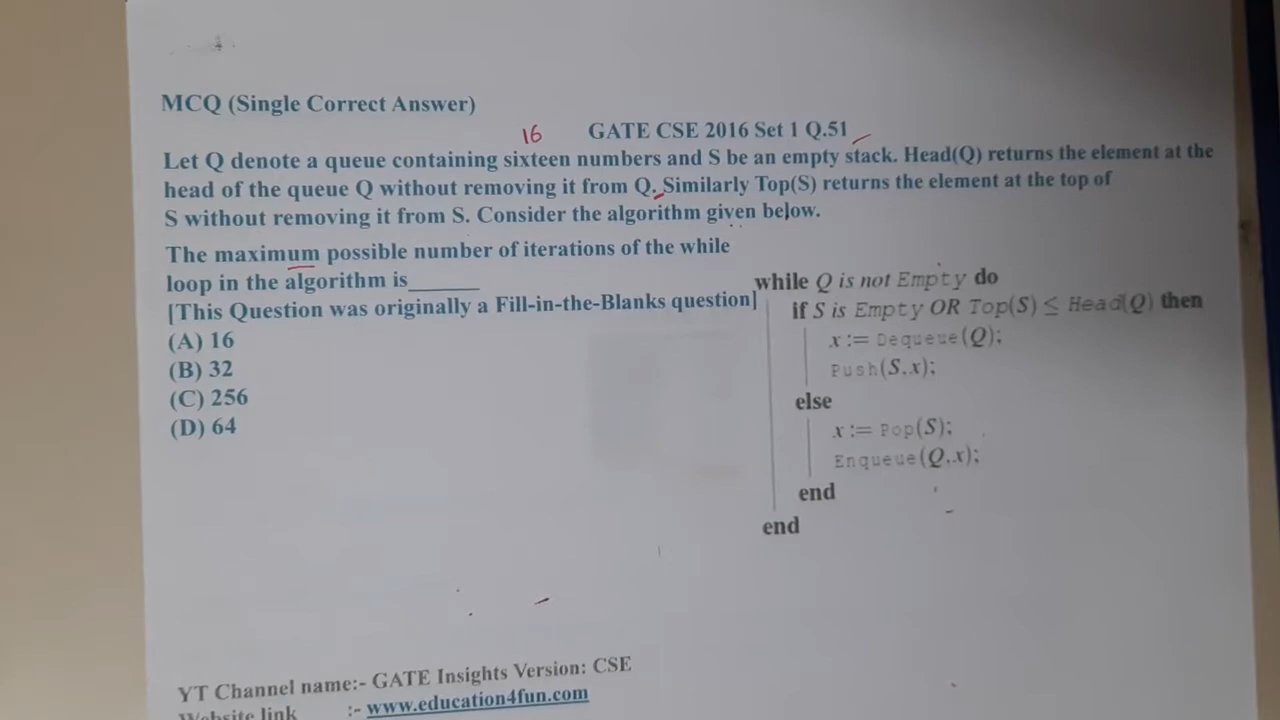 MCQ (Single Correct Answer)
16 GATE CSE 2016 Set 1 Q.51
Let Q denote a queue containing sixteen numbers and S be an empty stack. Head(Q) returns the element at the
head of the queue Q without removing it from Q. Similarly Top(S) returns the element at the top of
S without removing it from S. Consider the algorithm given below.
The maximum possible number of iterations of the while
loop in the algorithm is______
[This Question was originally a Fill-in-the-Blanks question]
(A) 16
(B) 32
(C) 256
(D) 64
while Q is not Empty do
if S is Empty OR Top(S) ≤ Head(Q) then
x := Dequeue(Q);
Push(S,x);
else
x := Pop(S);
Enqueue(Q,x);
end
end
YT Channel name:- GATE Insights Version: CSE
Website link :- www.education4fun.com